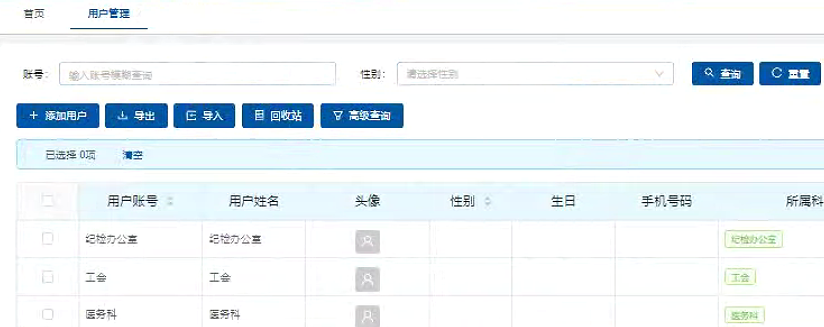 首页 用户管理
账号: 输入账号模糊查询 性别: 请选择性别 查询 重置
添加用户 导出 导入 回收站 高级查询
已选择 0项 清空
用户账号 用户姓名 头像 性别 生日 手机号码 所属科
纪检办公室 纪检办公室 纪检办公室
工会 工会 工会
医务科 医务科 医务科